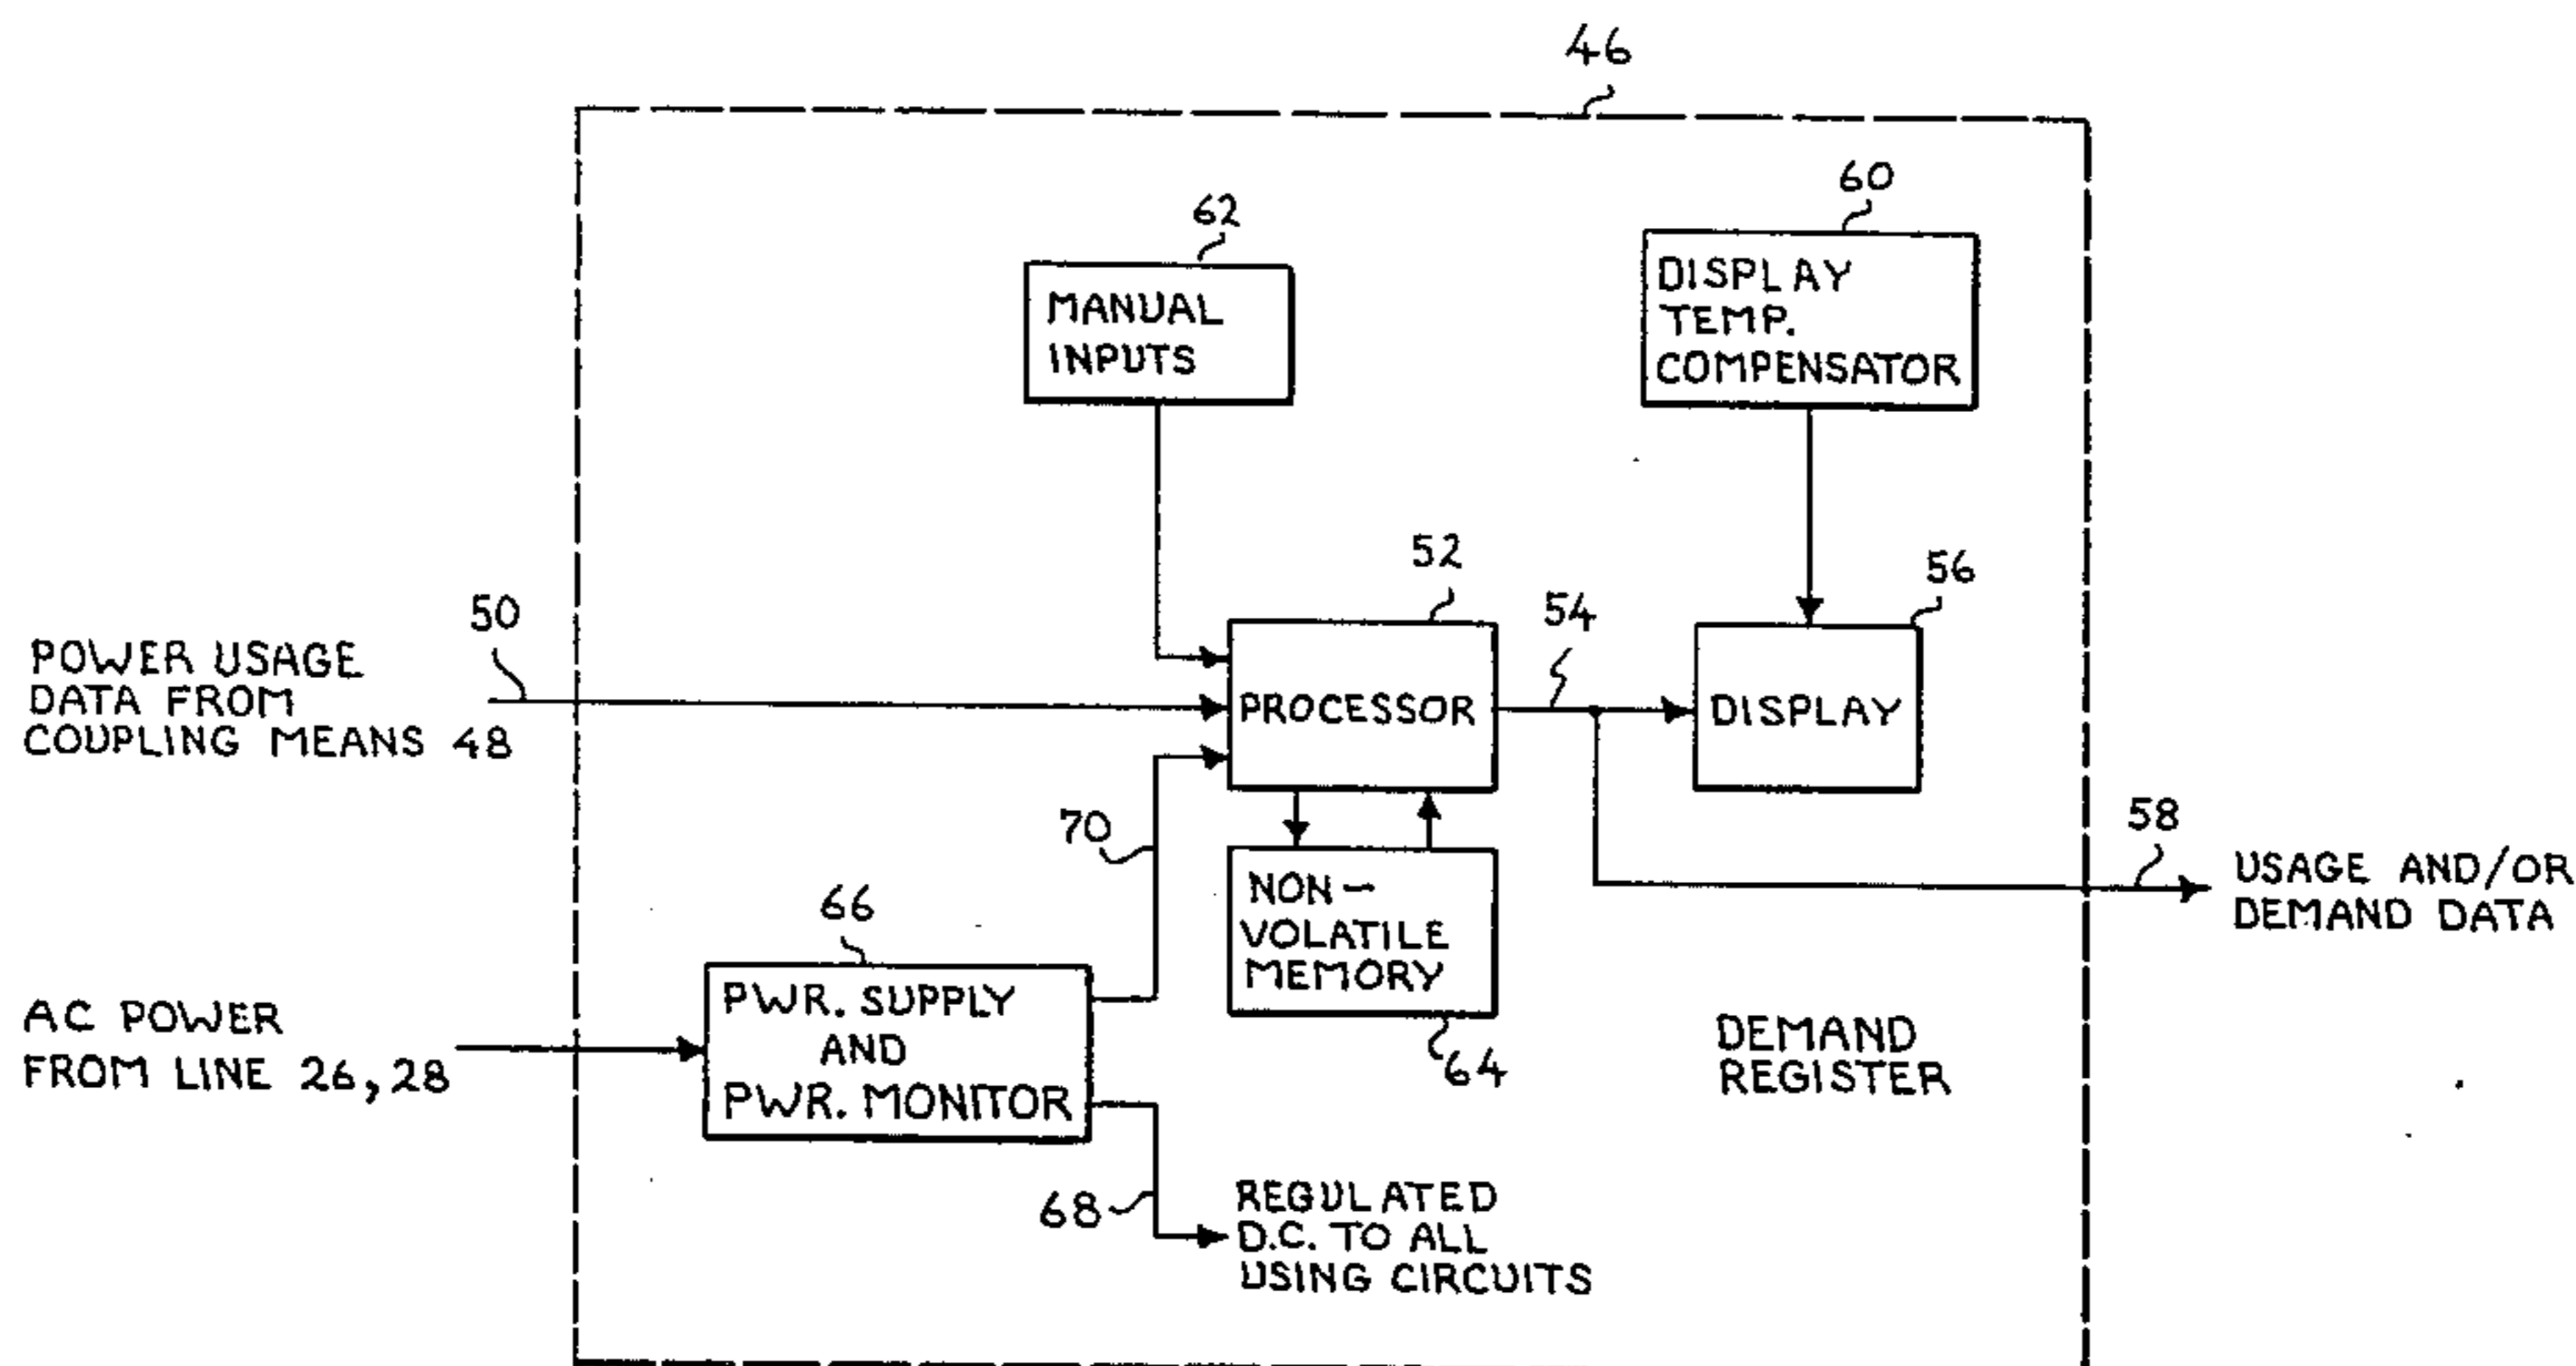 46
60
DISPLAY
TEMP.
COMPENSATOR
62
MANUAL
INPUTS
52
PROCESSOR
54
56
DISPLAY
50
POWER USAGE
DATA FROM
COUPLING MEANS 48
70
NON-
VOLATILE
MEMORY
64
58
USAGE AND/OR
DEMAND DATA
66
PWR. SUPPLY
AND
PWR. MONITOR
AC POWER
FROM LINE 26,28
DEMAND
REGISTER
68
REGULATED
D.C. TO ALL
USING CIRCUITS